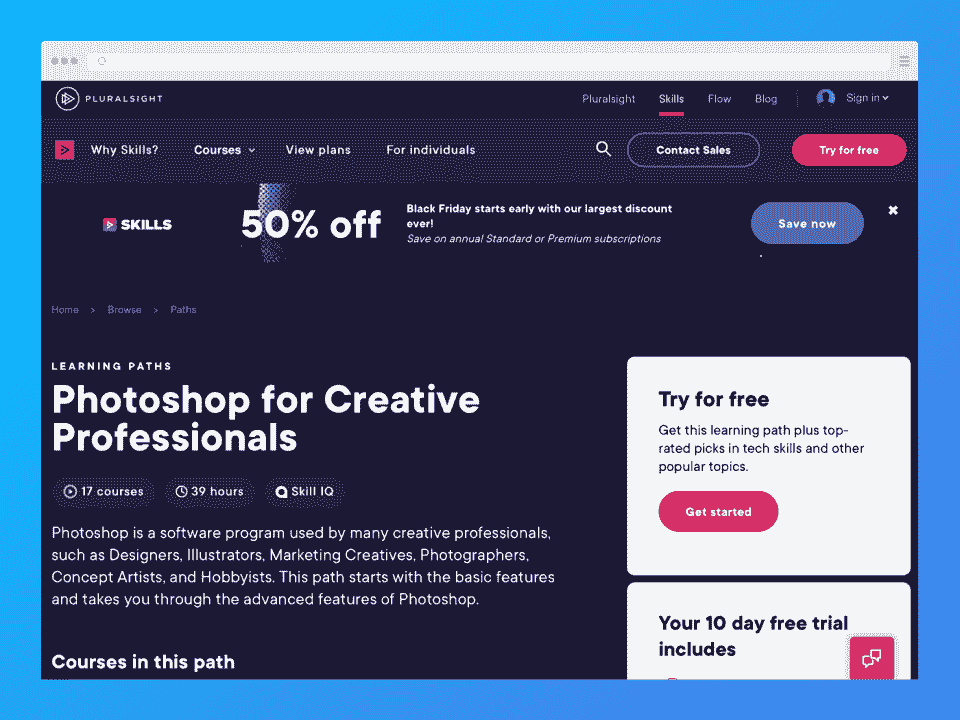 PLURALSIGHT
Pluralsight Skills Flow Blog Sign in
Why Skills? Courses View plans For individuals Contact Sales Try for free
SKILLS
50% off
Black Friday starts early with our largest discount
ever!
Save on annual Standard or Premium subscriptions
Save now
Home > Browse > Paths
LEARNING PATHS
Photoshop for Creative
Professionals
17 courses 39 hours Skill IQ
Photoshop is a software program used by many creative professionals,
such as Designers, Illustrators, Marketing Creatives, Photographers,
Concept Artists, and Hobbyists. This path starts with the basic features
and takes you through the advanced features of Photoshop.
Courses in this path
Try for free
Get this learning path plus top-
rated picks in tech skills and other
popular topics.
Get started
Your 10 day free trial
includes